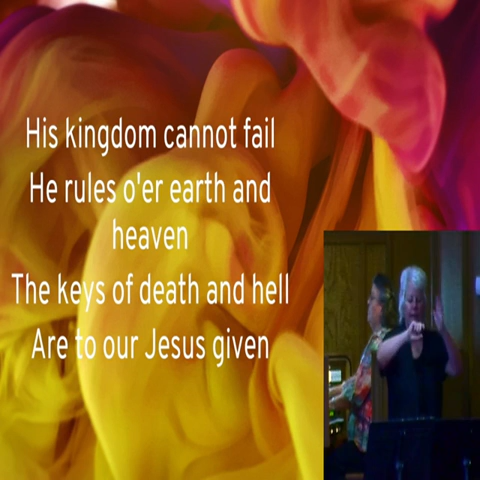 His kingdom cannot fail
He rules o'er earth and
heaven
The keys of death and hell
Are to our Jesus given